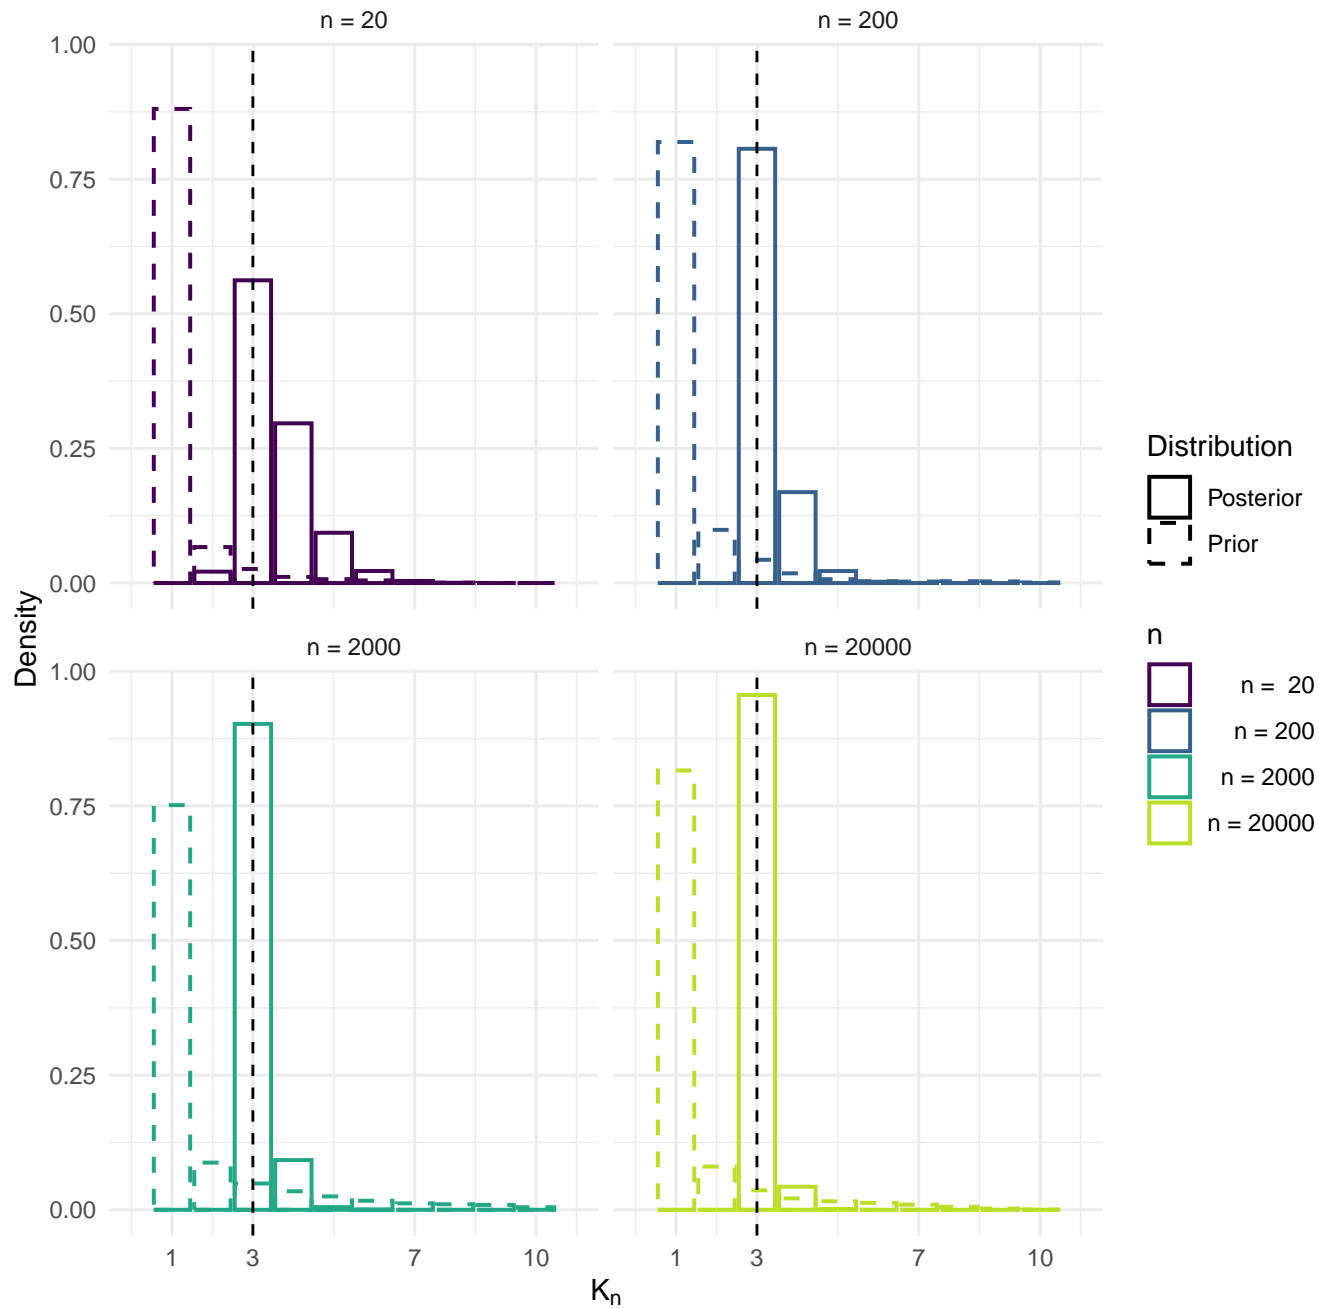 n = 20
n = 200
1.00
0.75
0.50
0.25
0.00
n = 2000
n = 20000
1.00
0.75
0.50
0.25
0.00
1 3 7 10
1 3 7 10
Density
Kn
Distribution
Posterior
Prior
n
n = 20
n = 200
n = 2000
n = 20000